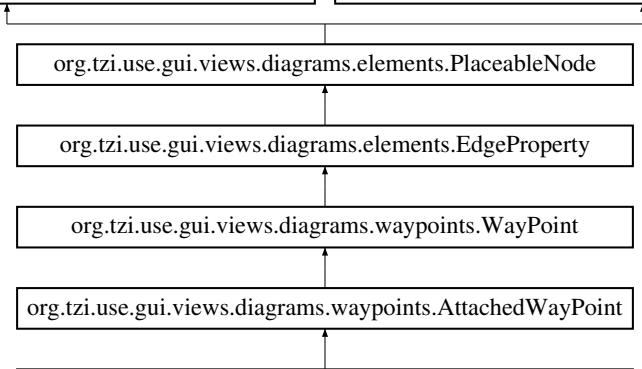 org.tzi.use.gui.views.diagrams.elements.PlaceableNode
org.tzi.use.gui.views.diagrams.elements.EdgeProperty
org.tzi.use.gui.views.diagrams.waypoints.WayPoint
org.tzi.use.gui.views.diagrams.waypoints.AttachedWayPoint